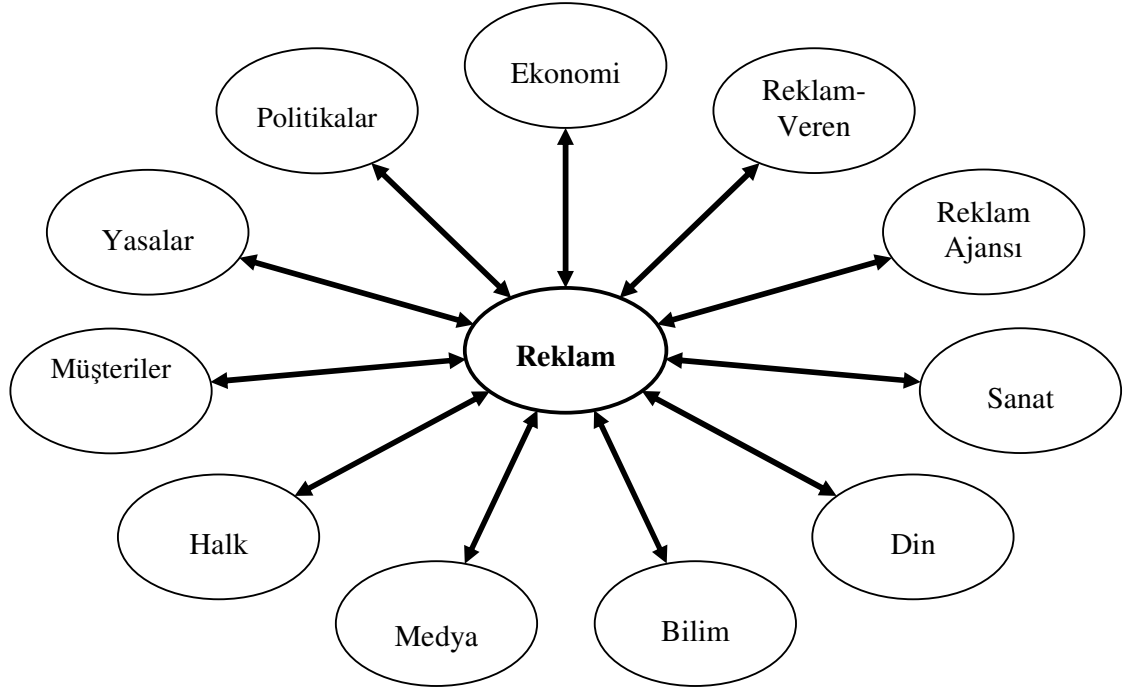 Ekonomi
Reklam-
Veren
Politikalar
Reklam
Ajansı
Yasalar
Reklam
Müşteriler
Sanat
Halk
Din
Medya
Bilim